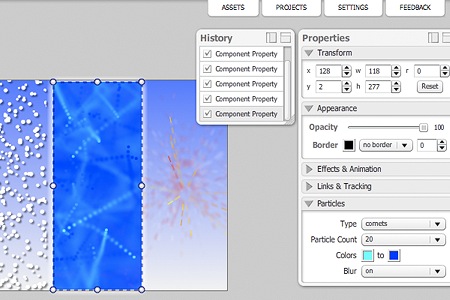 ASSETS PROJECTS SETTINGS FEEDBACK
History
Component Property
Component Property
Component Property
Component Property
Component Property
Properties
Transform
x 128 w 118 r 0
y 2 h 277 Reset
Appearance
Opacity 100
Border no border 0
Effects & Animation
Links & Tracking
Particles
Type comets
Particle Count 20
Colors to
Blur on